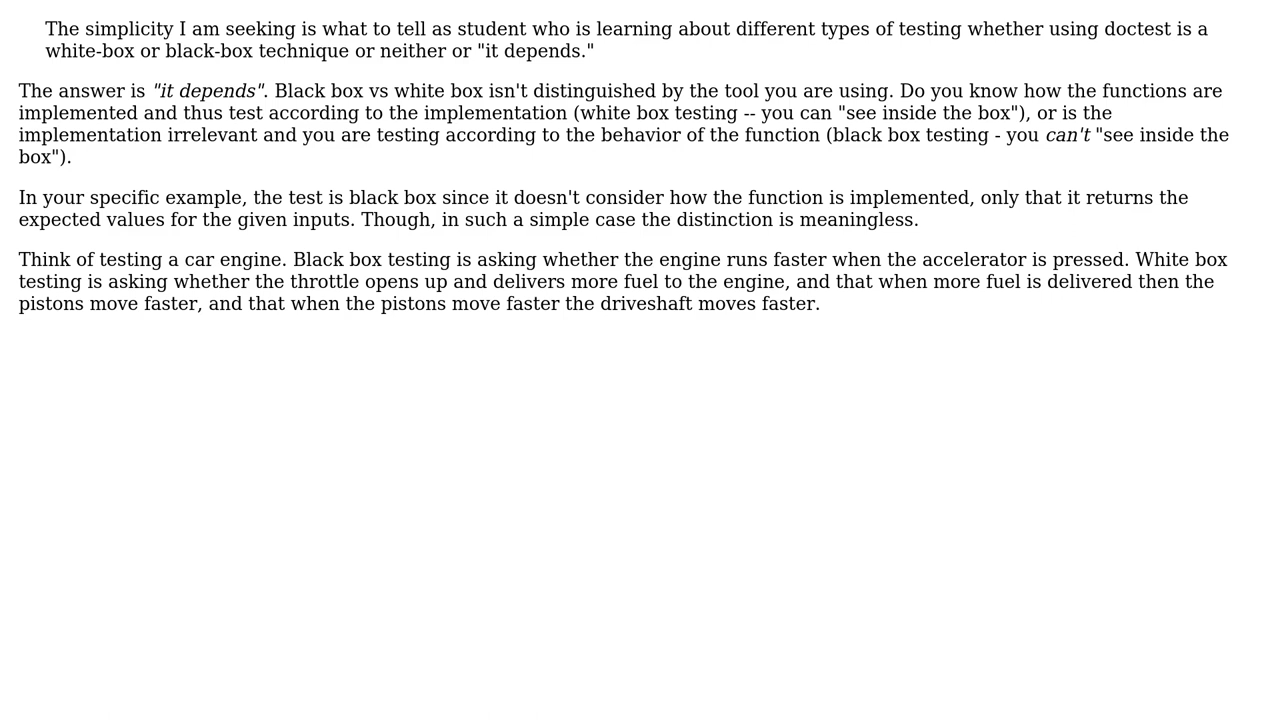 The simplicity I am seeking is what to tell as student who is learning about different types of testing whether using doctest is a
white-box or black-box technique or neither or "it depends."
The answer is "it depends". Black box vs white box isn't distinguished by the tool you are using. Do you know how the functions are
implemented and thus test according to the implementation (white box testing -- you can "see inside the box"), or is the
implementation irrelevant and you are testing according to the behavior of the function (black box testing - you can't "see inside the
box").
In your specific example, the test is black box since it doesn't consider how the function is implemented, only that it returns the
expected values for the given inputs. Though, in such a simple case the distinction is meaningless.
Think of testing a car engine. Black box testing is asking whether the engine runs faster when the accelerator is pressed. White box
testing is asking whether the throttle opens up and delivers more fuel to the engine, and that when more fuel is delivered then the
pistons move faster, and that when the pistons move faster the driveshaft moves faster.